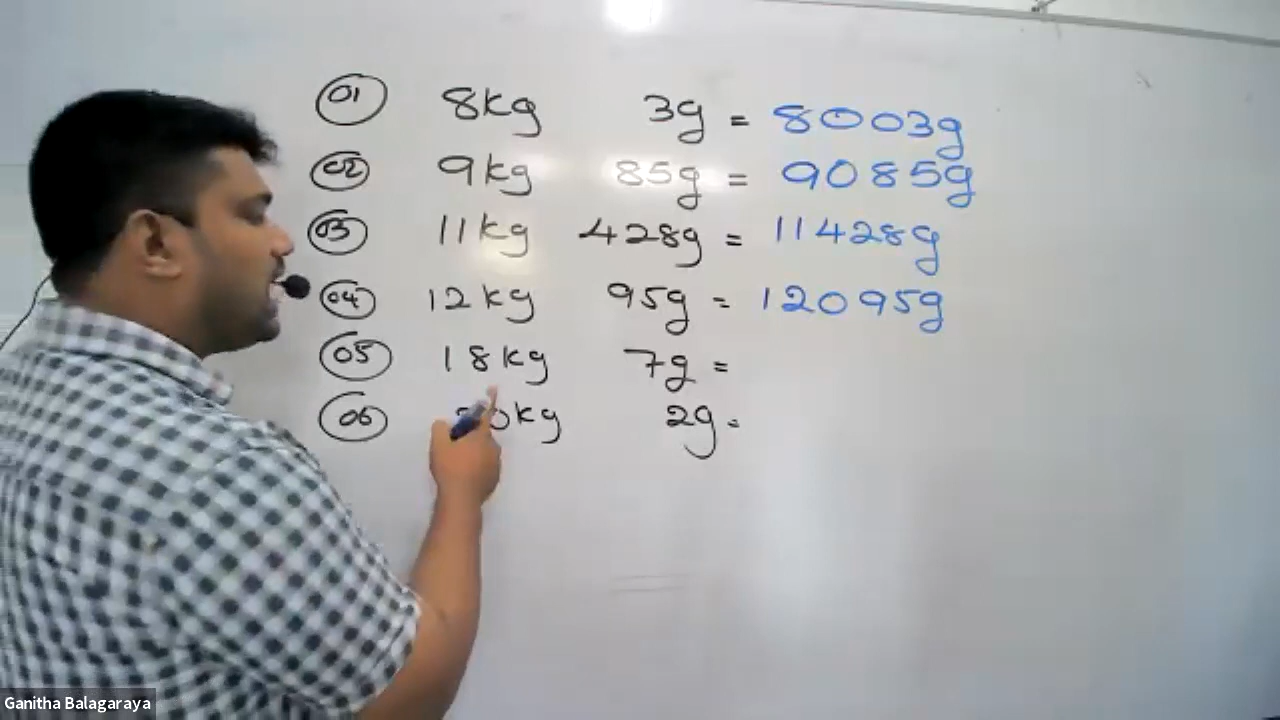 01 8kg 3g = 8003g
02 9kg 85g = 9085g
03 11kg 428g = 11428g
04 12kg 95g = 12095g
05 18kg 7g =
06 0kg 2g =
Ganitha Balagaraya